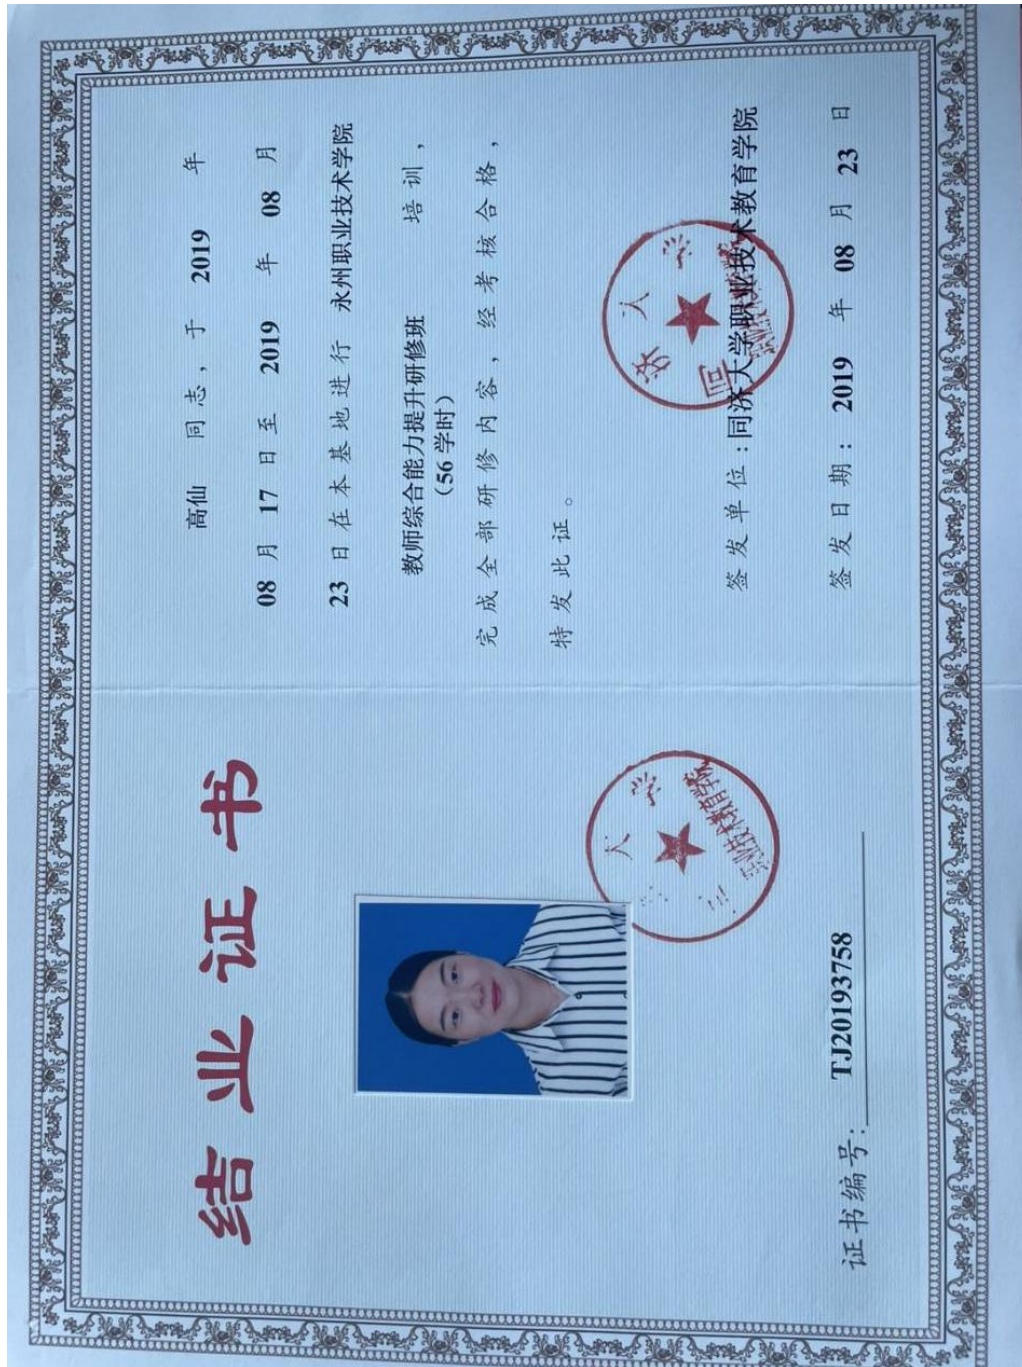 结业证书
证书编号: TJ20193758
高仙 同志，于 2019 年
08 月 17 日至 2019 年 08 月
23 日在本基地进行 永州职业技术学院
教师综合能力提升研修班 培训，
（56 学时）
完成全部研修内容，经考核合格，
特发此证。
签发单位：同济大学职业技术教育学院
签发日期：2019 年 08 月 23 日